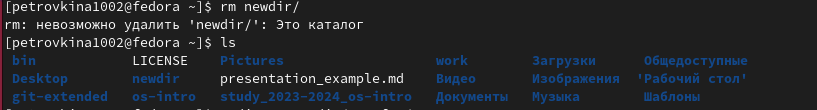 [petrovkina1002@fedora ~]$ rm newdir/
rm: невозможно удалить 'newdir/': Это каталог
[petrovkina1002@fedora ~]$ ls
bin LICENSE Pictures work Загрузки Общедоступные
Desktop newdir presentation_example.md Видео Изображения 'Рабочий стол'
git-extended os-intro study_2023-2024_os-intro Документы Музыка Шаблоны